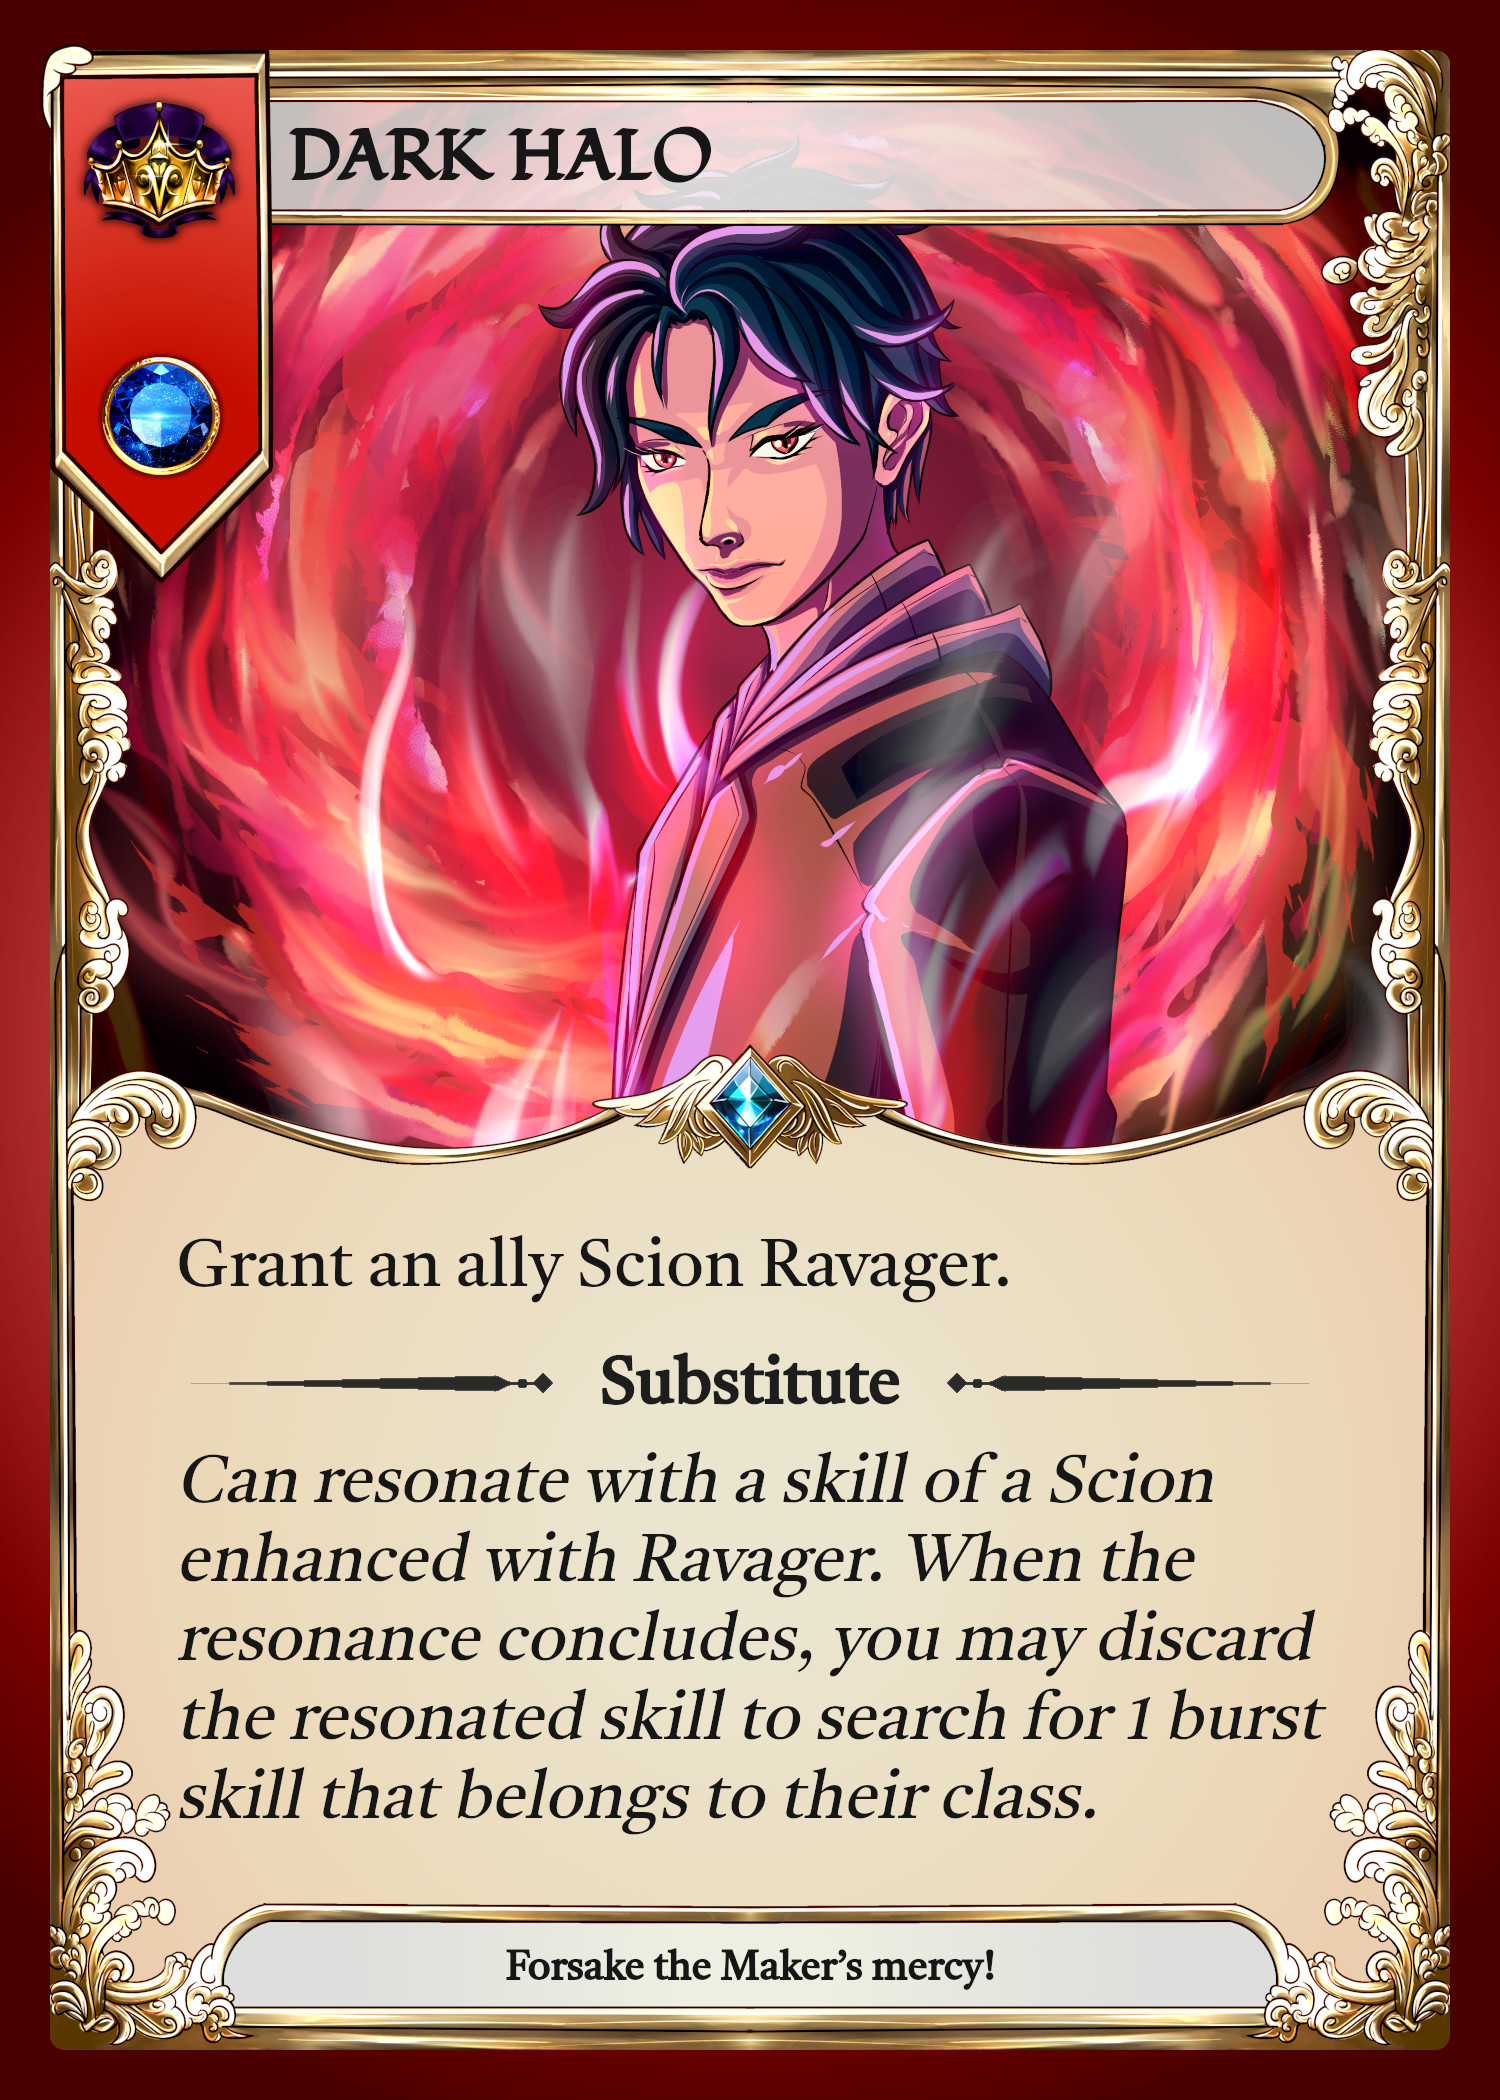 DARK HALO
Grant an ally Scion Ravager.
Substitute
Can resonate with a skill of a Scion
enhanced with Ravager. When the
resonance concludes, you may discard
the resonated skill to search for 1 burst
skill that belongs to their class.
Forsake the Maker's mercy!